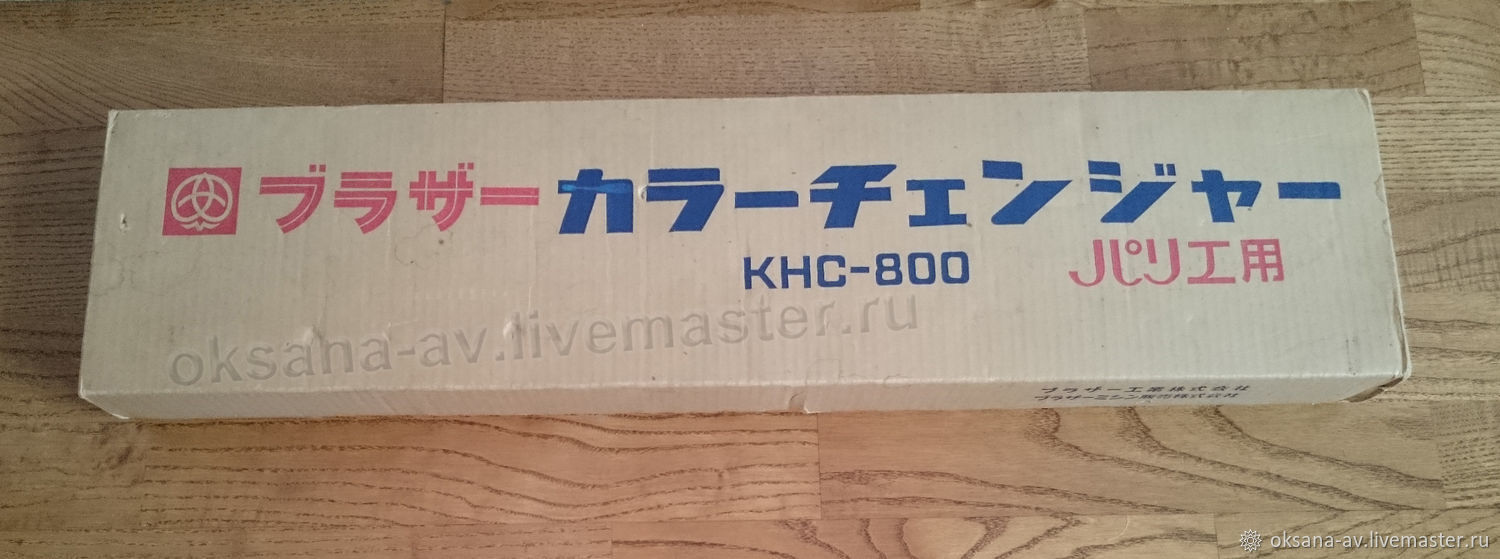 ブラザー カラーチェンジャー
KHC-800 パリエ用
oksana-av.livemaster.ru
ブラザー工業株式会社
ブラザーミシン販売株式会社
oksana-av.livemaster.ru